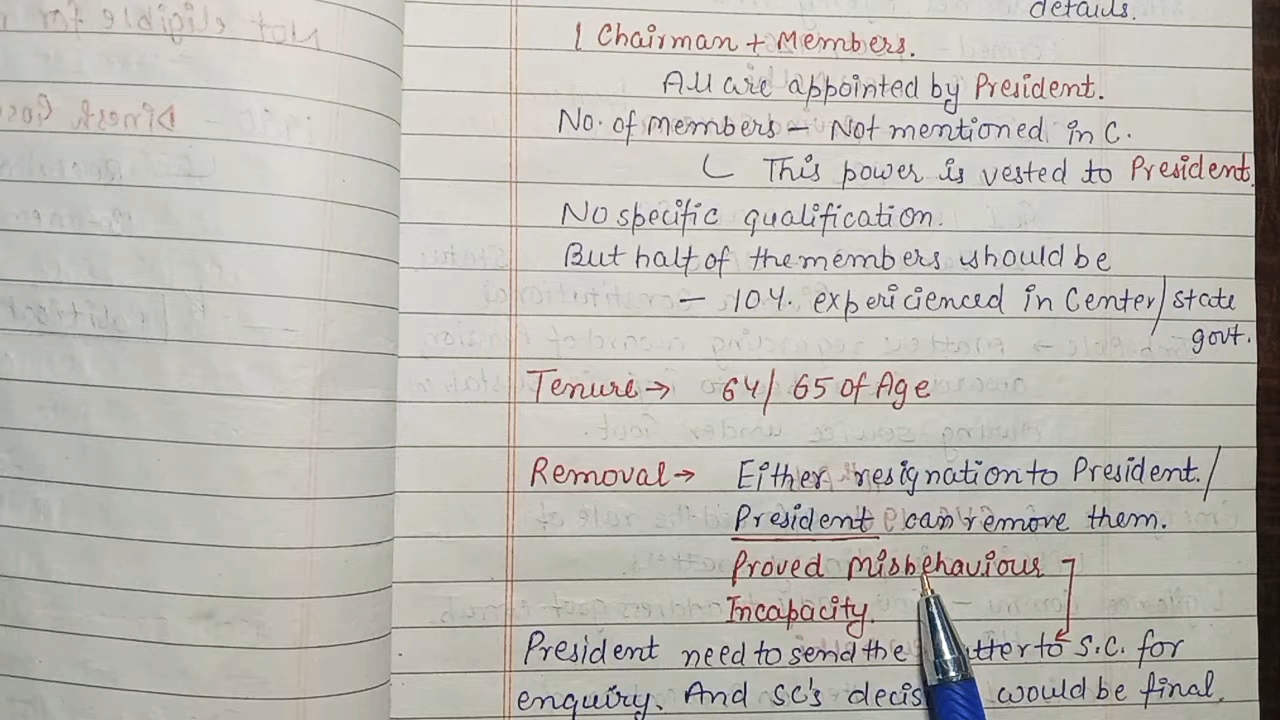 details.
1 Chairman + Members.
All are appointed by President.
No. of members - Not mentioned in C.
This power is vested to President.
No specific qualification.
But half of the members should be
- 10 Y. expericienced in Center/state
govt.
Tenure → 64/65 of Age
Removal → Either resignation to President./
President can remove them.
Proved Misbehavious
Incapacity.
President need to send the to S.C. for
enquiry. And SC's would be final.